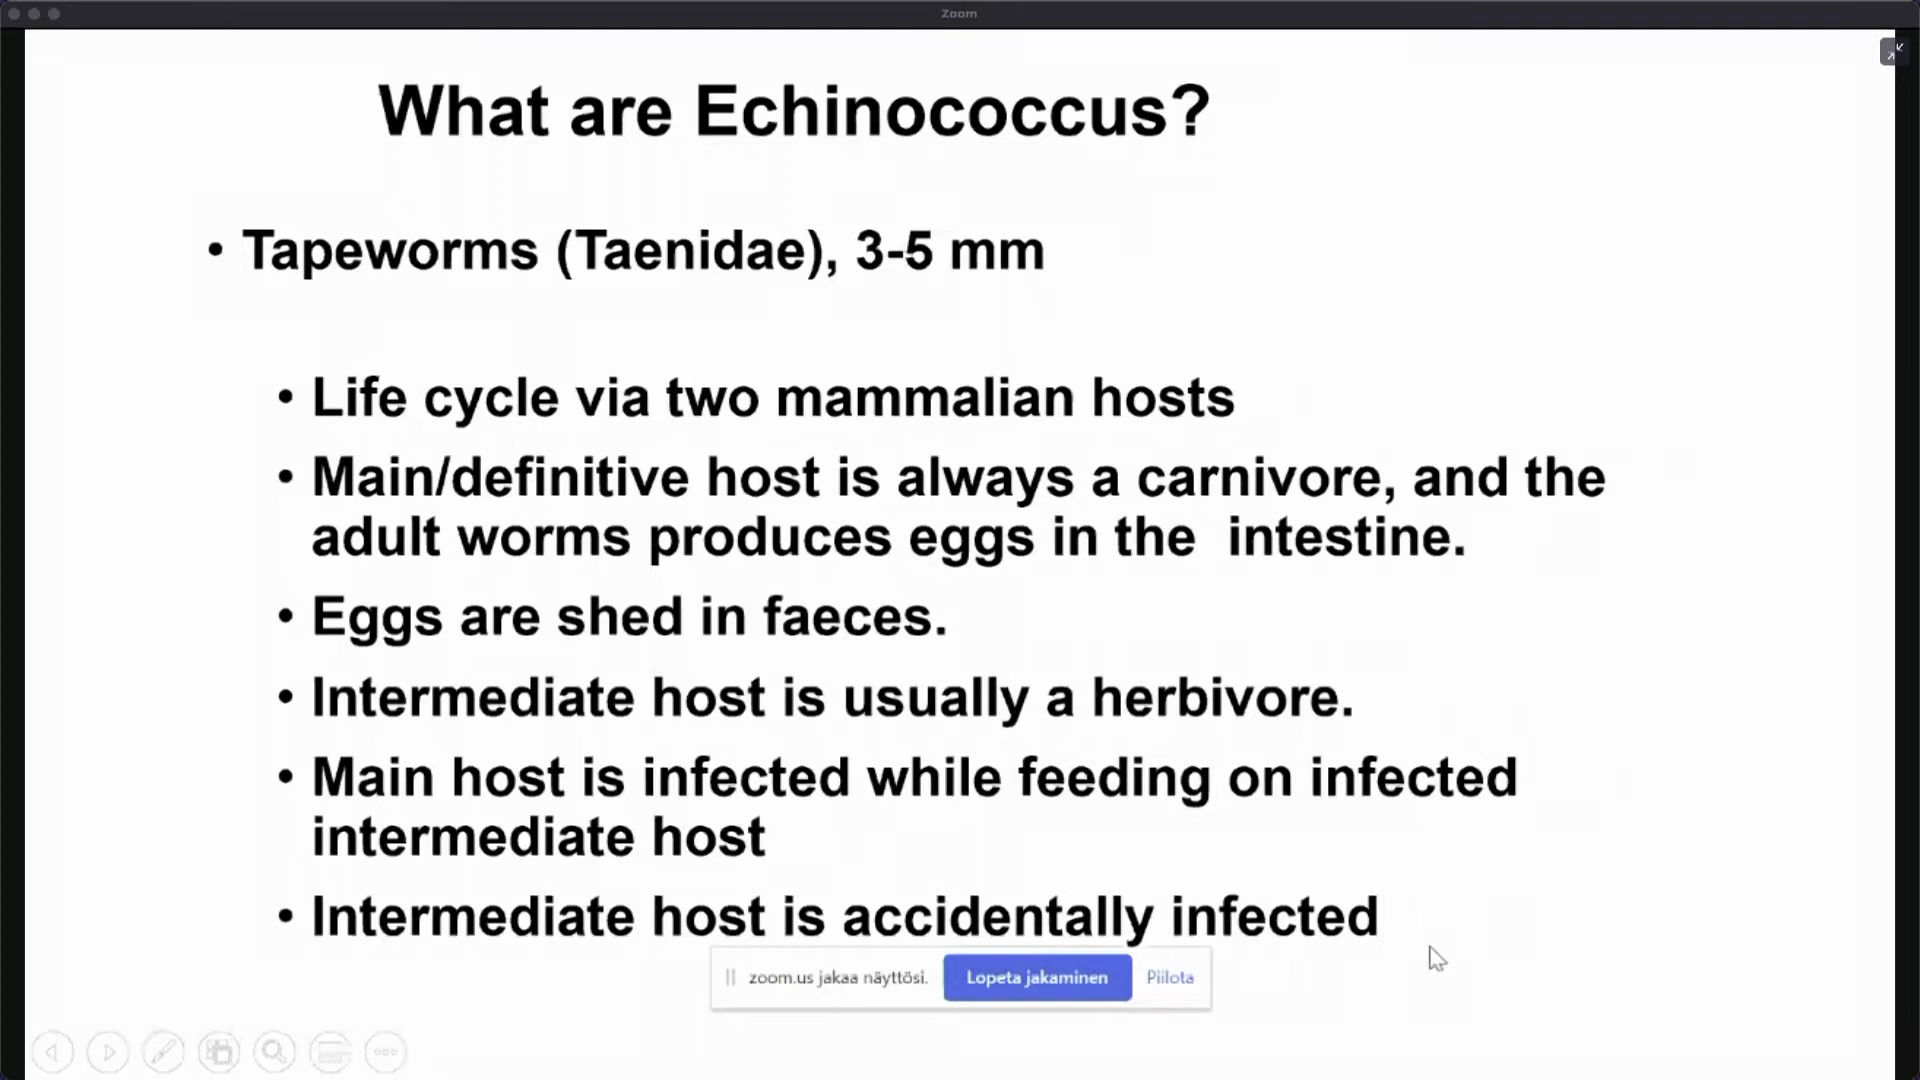 Zoom
What are Echinococcus?
• Tapeworms (Taenidae), 3-5 mm
• Life cycle via two mammalian hosts
• Main/definitive host is always a carnivore, and the
adult worms produces eggs in the intestine.
• Eggs are shed in faeces.
• Intermediate host is usually a herbivore.
• Main host is infected while feeding on infected
intermediate host
• Intermediate host is accidentally infected
zoom.us jakaa näyttösi. Lopeta jakaminen Piilota